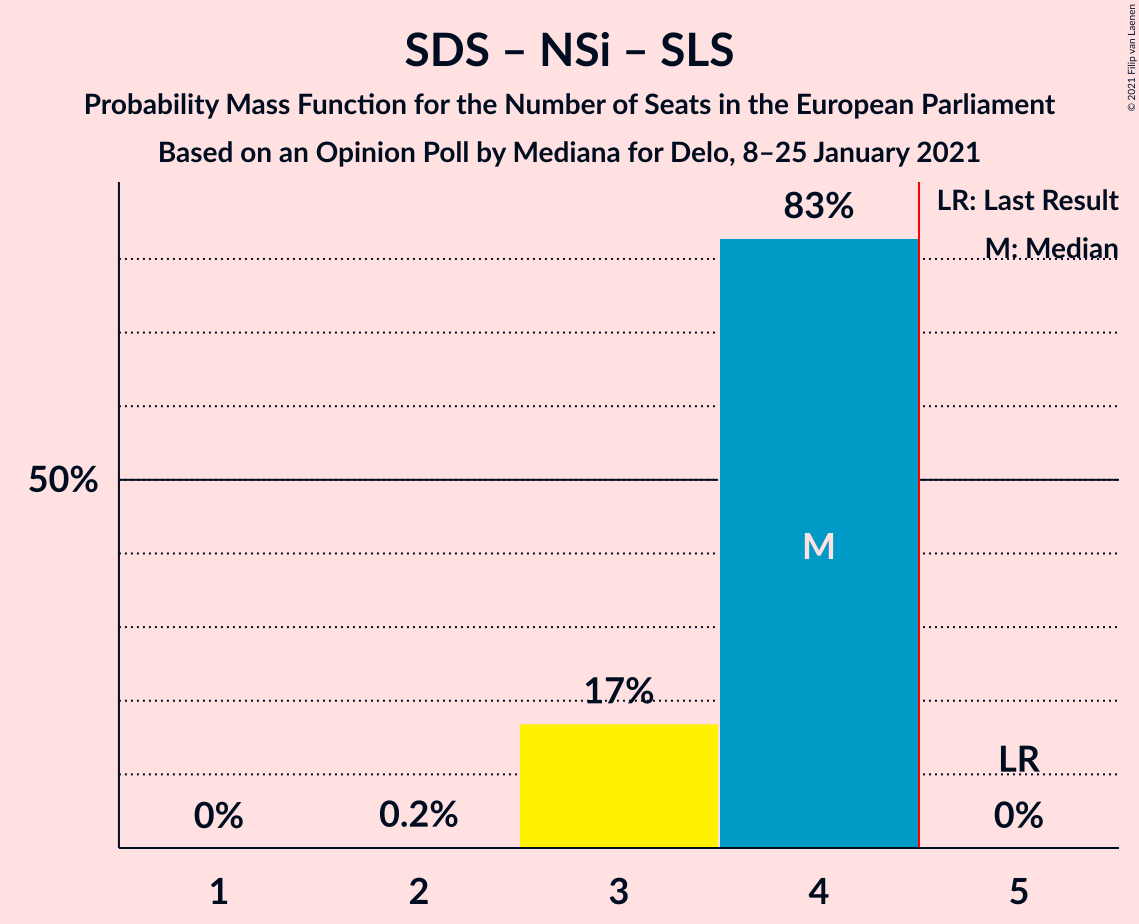 SDS – NSi – SLS
Probability Mass Function for the Number of Seats in the European Parliament
Based on an Opinion Poll by Mediana for Delo, 8–25 January 2021
© 2021 Filip van Laenen
LR: Last Result
M: Median
83%
50%
M
17%
LR
0%
0.2%
0%
1
2
3
4
5